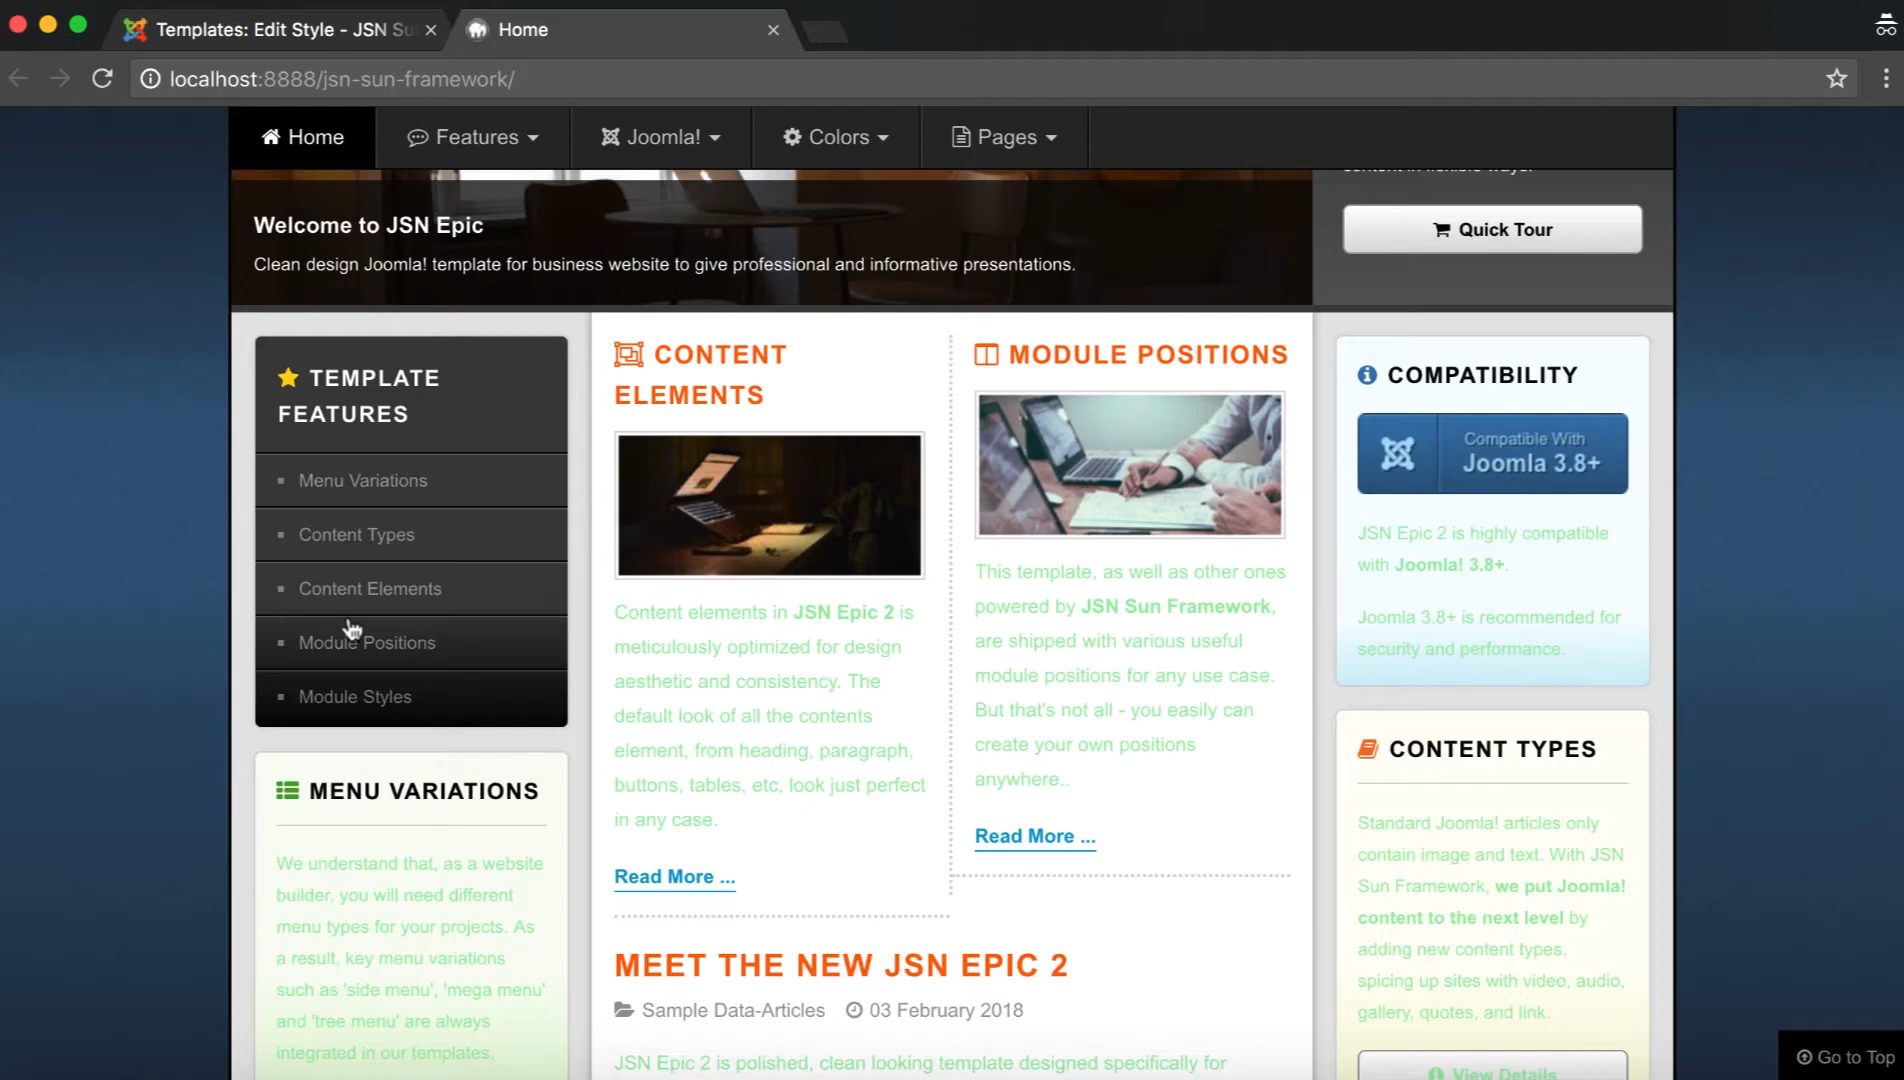 Templates: Edit Style - JSN Su
Home
localhost:8888/jsn-sun-framework/
Home
Features
Joomla!
Colors
Pages
Welcome to JSN Epic
Clean design Joomla! template for business website to give professional and informative presentations.
Quick Tour
TEMPLATE
FEATURES
Menu Variations
Content Types
Content Elements
Module Positions
Module Styles
MENU VARIATIONS
We understand that, as a website
builder, you will need different
menu types for your projects. As
a result, key menu variations
such as 'side menu', 'mega menu'
and 'tree menu' are always
integrated in our templates.
CONTENT
ELEMENTS
Content elements in JSN Epic 2 is
meticulously optimized for design
aesthetic and consistency. The
default look of all the contents
element, from heading, paragraph,
buttons, tables, etc, look just perfect
in any case.
Read More ...
MODULE POSITIONS
This template, as well as other ones
powered by JSN Sun Framework,
are shipped with various useful
module positions for any use case.
But that's not all - you easily can
create your own positions
anywhere..
Read More ...
MEET THE NEW JSN EPIC 2
Sample Data-Articles
03 February 2018
JSN Epic 2 is polished, clean looking template designed specifically for
COMPATIBILITY
Compatible With
Joomla 3.8+
JSN Epic 2 is highly compatible
with Joomla! 3.8+.
Joomla 3.8+ is recommended for
security and performance.
CONTENT TYPES
Standard Joomla! articles only
contain image and text. With JSN
Sun Framework, we put Joomla!
content to the next level by
adding new content types,
spicing up sites with video, audio,
gallery, quotes, and link.
View Details
Go to Top